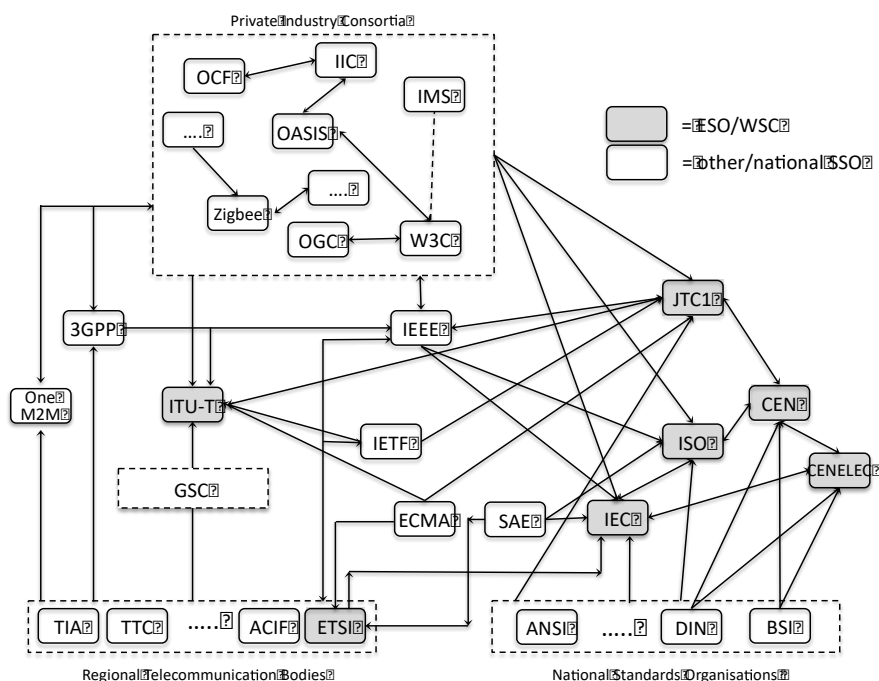 Private Industry Consortia
IIC
OCF
IMS
....
OASIS
= ESO/WSC
= other/national SSO
....
Zigbee
OGC
W3C
JTC1
3GPP
IEEE
One
M2M
ITU-T
CEN
IETF
ISO
CENELEC
GSC
ECMA
SAE
IEC
TIA
TTC
.....
ACIF
ETSI
ANSI
.....
DIN
BSI
Regional Telecommunication Bodies
National Standards Organisations